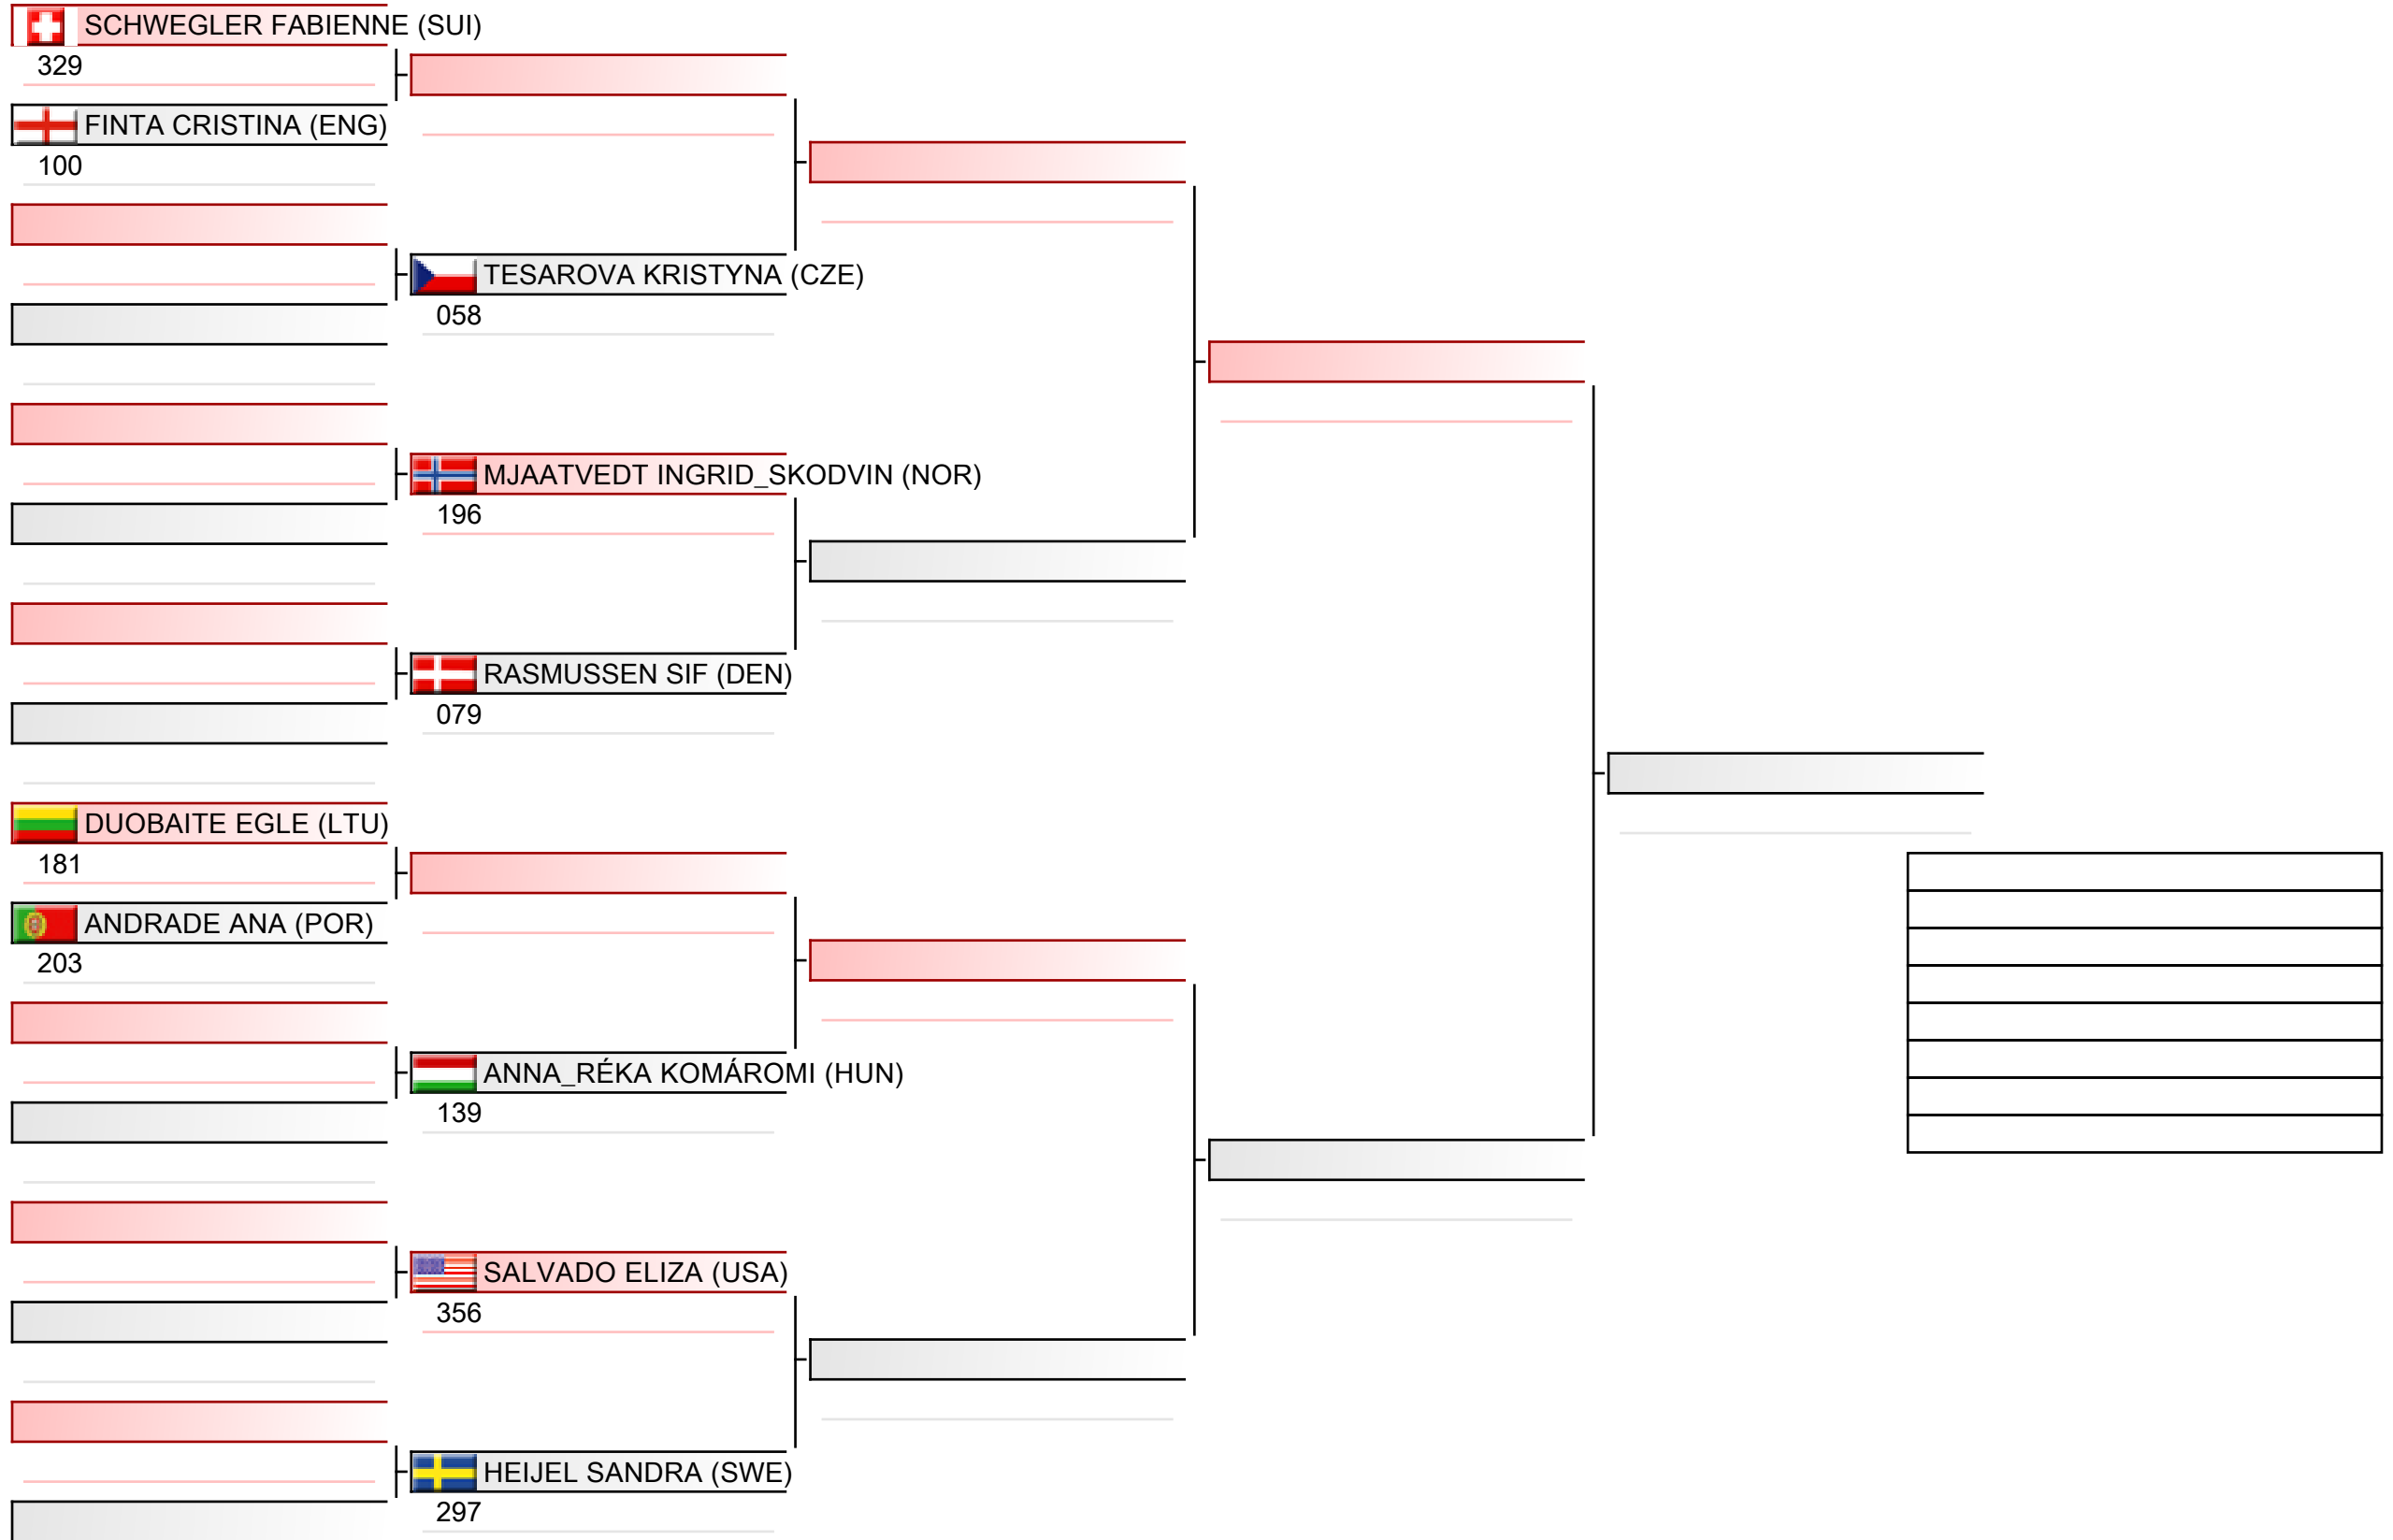 SCHWEGLER FABIENNE (SUI)
329
FINTA CRISTINA (ENG)
100
TESAROVA KRISTYNA (CZE)
058
MJAATVEDT INGRID_SKODVIN (NOR)
196
RASMUSSEN SIF (DEN)
079
DUOBAITE EGLE (LTU)
181
ANDRADE ANA (POR)
203
ANNA_RÉKA KOMÁROMI (HUN)
139
SALVADO ELIZA (USA)
356
HEIJEL SANDRA (SWE)
297